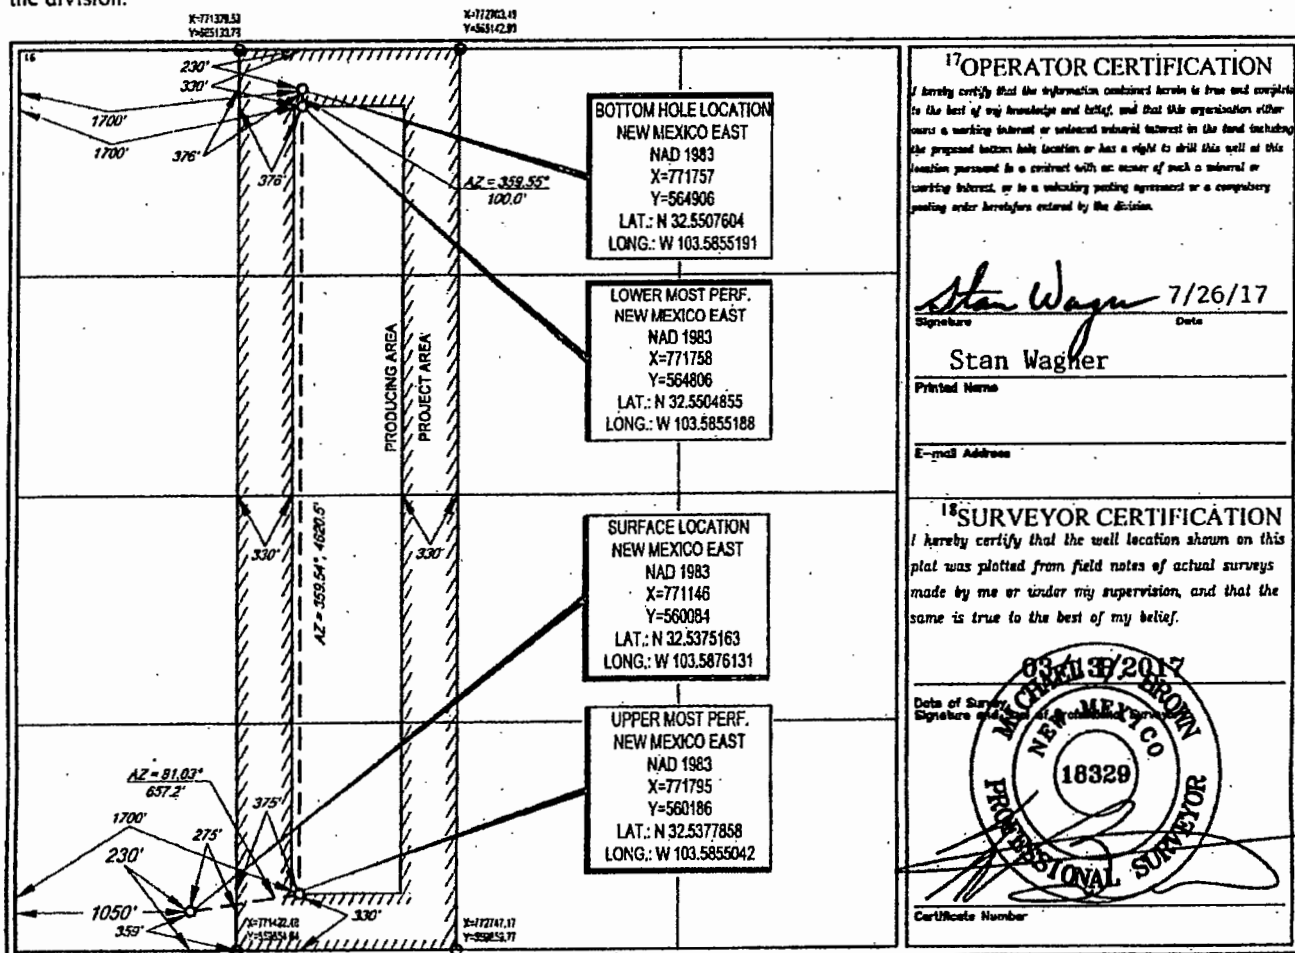 the division.
X=771379.53
X=772703.49
Y=565142.89
16
230'
330'
1700'
1700'
376'
376'
AZ = 359.55°
100.0'
BOTTOM HOLE LOCATION
NEW MEXICO EAST
NAD 1983
X=771757
Y=564906
LAT.: N 32.5507604
LONG.: W 103.5855191
LOWER MOST PERF.
NEW MEXICO EAST
NAD 1983
X=771758
Y=564806
LAT.: N 32.5504855
LONG.: W 103.5855188
PRODUCING AREA
PROJECT AREA
330'
AZ = 359.54°, 4620.5'
330'
SURFACE LOCATION
NEW MEXICO EAST
NAD 1983
X=771146
Y=560084
LAT.: N 32.5375163
LONG.: W 103.5876131
UPPER MOST PERF.
NEW MEXICO EAST
NAD 1983
X=771795
Y=560186
LAT.: N 32.5377858
LONG.: W 103.5855042
AZ = 81.03°
657.2'
375'
1700'
275'
230'
1050'
359'
330'
X=772747.17
17 OPERATOR CERTIFICATION
I hereby certify that the information contained herein is true and complete
to the best of my knowledge and belief, and that this organization either
owns a working interest or unleased mineral interest in the land including
the proposed bottom hole location or has a right to drill this well at this
location pursuant to a contract with an owner of such a mineral or
working interest, or to a voluntary pooling agreement or a compulsory
pooling order heretofore entered by the division.
Stan Wagner 7/26/17
Signature Date
Stan Wagner
Printed Name
E-mail Address
18 SURVEYOR CERTIFICATION
I hereby certify that the well location shown on this
plat was plotted from field notes of actual surveys
made by me or under my supervision, and that the
same is true to the best of my belief.
03/13/2017
Date of Survey
Signature and Seal of Professional Surveyor
MICHAEL BROWN
NEW MEXICO
18329
PROFESSIONAL SURVEYOR
Certificate Number